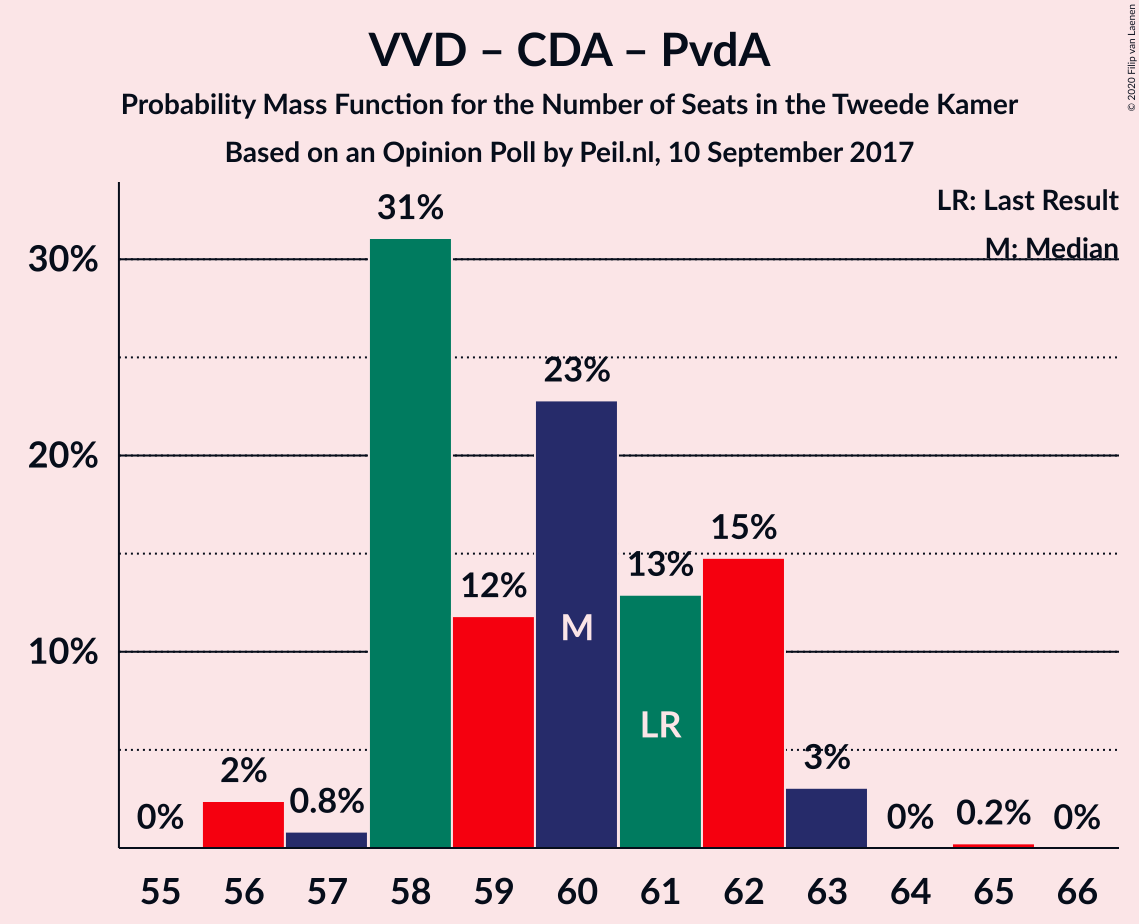 VVD – CDA – PvdA
Probability Mass Function for the Number of Seats in the Tweede Kamer
Based on an Opinion Poll by Peil.nl, 10 September 2017
© 2020 Filip van Laenen
LR: Last Result
M: Median
30%
20%
10%
0%
2%
0.8%
31%
12%
23%
13%
15%
3%
0%
0.2%
0%
M
LR
55 56 57 58 59 60 61 62 63 64 65 66